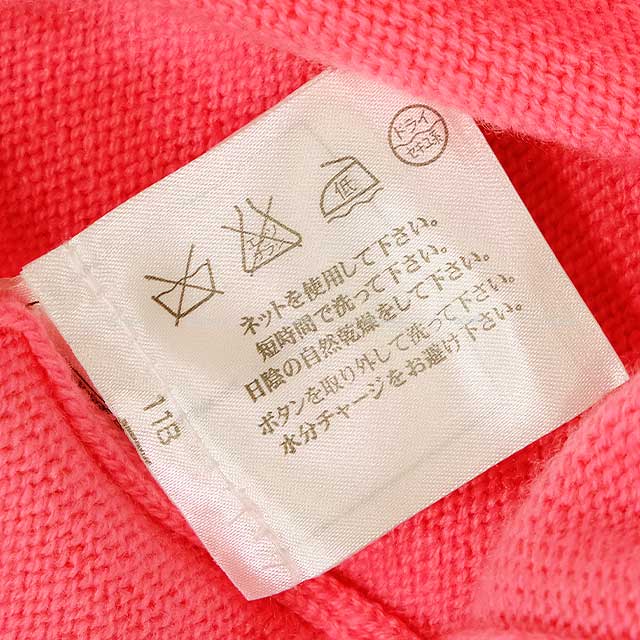 ドライ
セキユ系
低
エンソ
サラシ
ネットを使用して下さい。
短時間で洗って下さい。
日陰の自然乾燥をして下さい。
ボタンを取り外して洗って下さい。
水分チャージをお避け下さい。
118